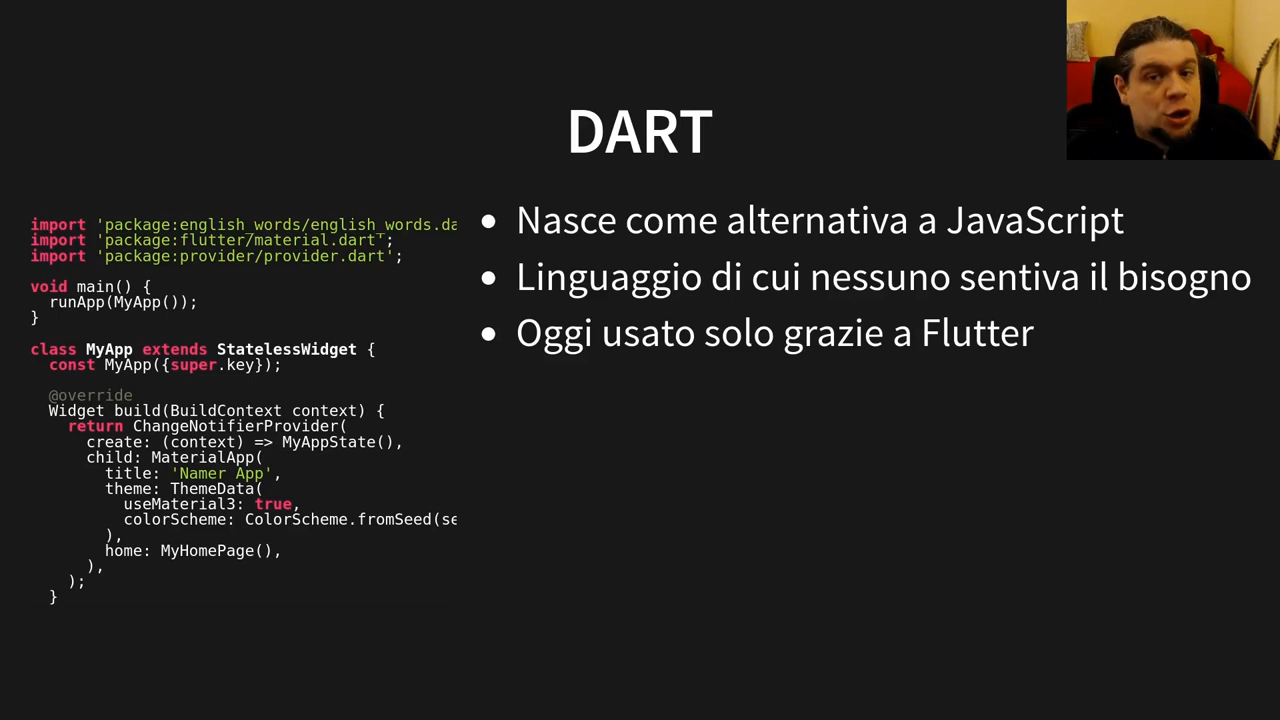 DART
import 'package:english_words/english_words.da
import 'package:flutter/material.dart';
import 'package:provider/provider.dart';
void main() {
runApp(MyApp());
}
class MyApp extends StatelessWidget {
const MyApp({super.key});
@override
Widget build(BuildContext context) {
return ChangeNotifierProvider(
create: (context) => MyAppState(),
child: MaterialApp(
title: 'Namer App',
theme: ThemeData(
useMaterial3: true,
colorScheme: ColorScheme.fromSeed(se
),
home: MyHomePage(),
),
);
}
• Nasce come alternativa a JavaScript
• Linguaggio di cui nessuno sentiva il bisogno
• Oggi usato solo grazie a Flutter